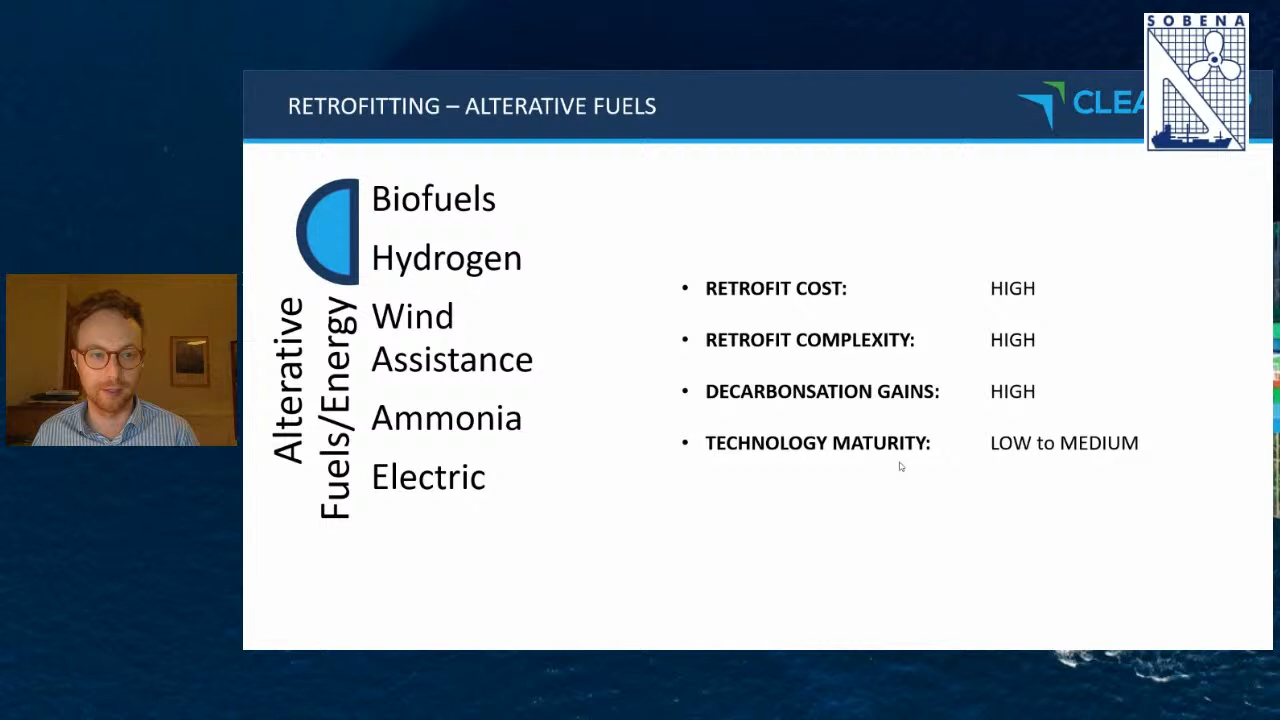 SOBENA
RETROFITTING – ALTERATIVE FUELS
Alterative
Fuels/Energy
Biofuels
Hydrogen
Wind
Assistance
Ammonia
Electric
• RETROFIT COST: HIGH
• RETROFIT COMPLEXITY: HIGH
• DECARBONSATION GAINS: HIGH
• TECHNOLOGY MATURITY: LOW to MEDIUM